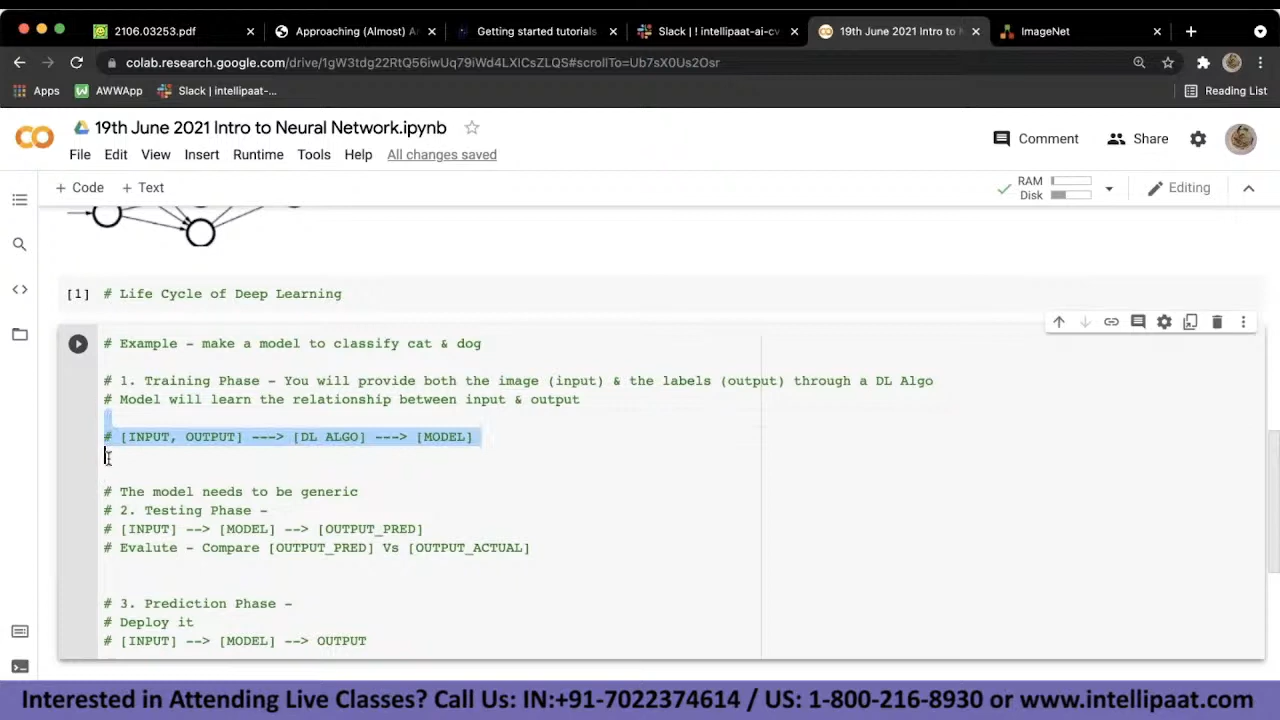 2106.03253.pdf
Approaching (Almost) A
Getting started tutorials
Slack | ! intellipaat-ai-cv
19th June 2021 Intro to N
ImageNet
colab.research.google.com/drive/1gW3tdg22RtQ56iwUq79iWd4LXlCsZLQS#scrollTo=Ub7sX0Us2Osr
Apps
AWWApp
Slack | intellipaat-...
Reading List
19th June 2021 Intro to Neural Network.ipynb
Comment
Share
File Edit View Insert Runtime Tools Help All changes saved
+ Code + Text
RAM
Disk
Editing
[1] # Life Cycle of Deep Learning
# Example - make a model to classify cat & dog
# 1. Training Phase - You will provide both the image (input) & the labels (output) through a DL Algo
# Model will learn the relationship between input & output
# [INPUT, OUTPUT] ---> [DL ALGO] ---> [MODEL]
# The model needs to be generic
# 2. Testing Phase -
# [INPUT] --> [MODEL] --> [OUTPUT_PRED]
# Evalute - Compare [OUTPUT_PRED] Vs [OUTPUT_ACTUAL]
# 3. Prediction Phase -
# Deploy it
# [INPUT] --> [MODEL] --> OUTPUT
Interested in Attending Live Classes? Call Us: IN:+91-7022374614 / US: 1-800-216-8930 or www.intellipaat.com